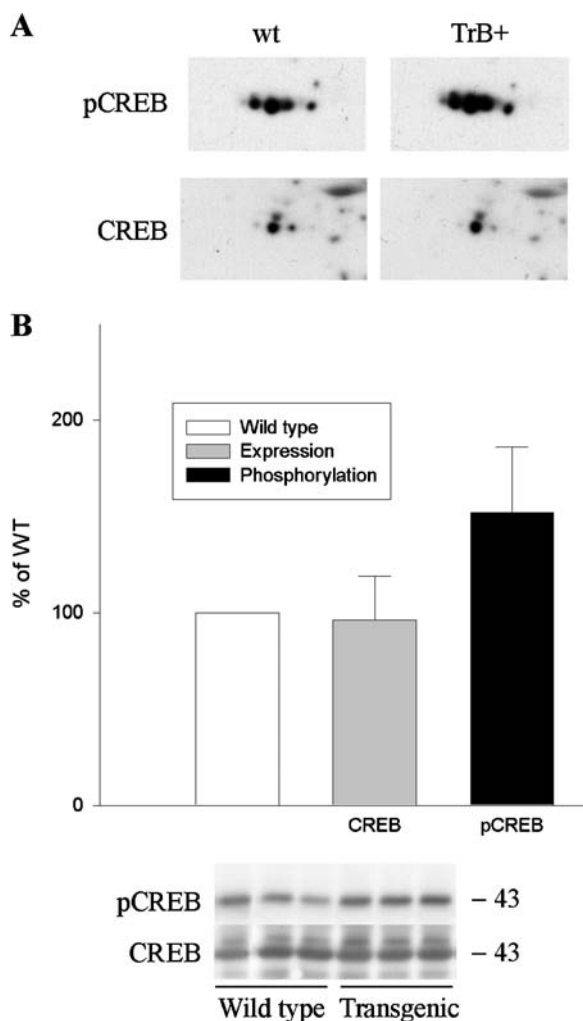 A
wt TrB+
pCREB
CREB
B
200
Wild type
Expression
Phosphorylation
% of WT
100
0
CREB pCREB
pCREB – 43
CREB – 43
Wild type Transgenic